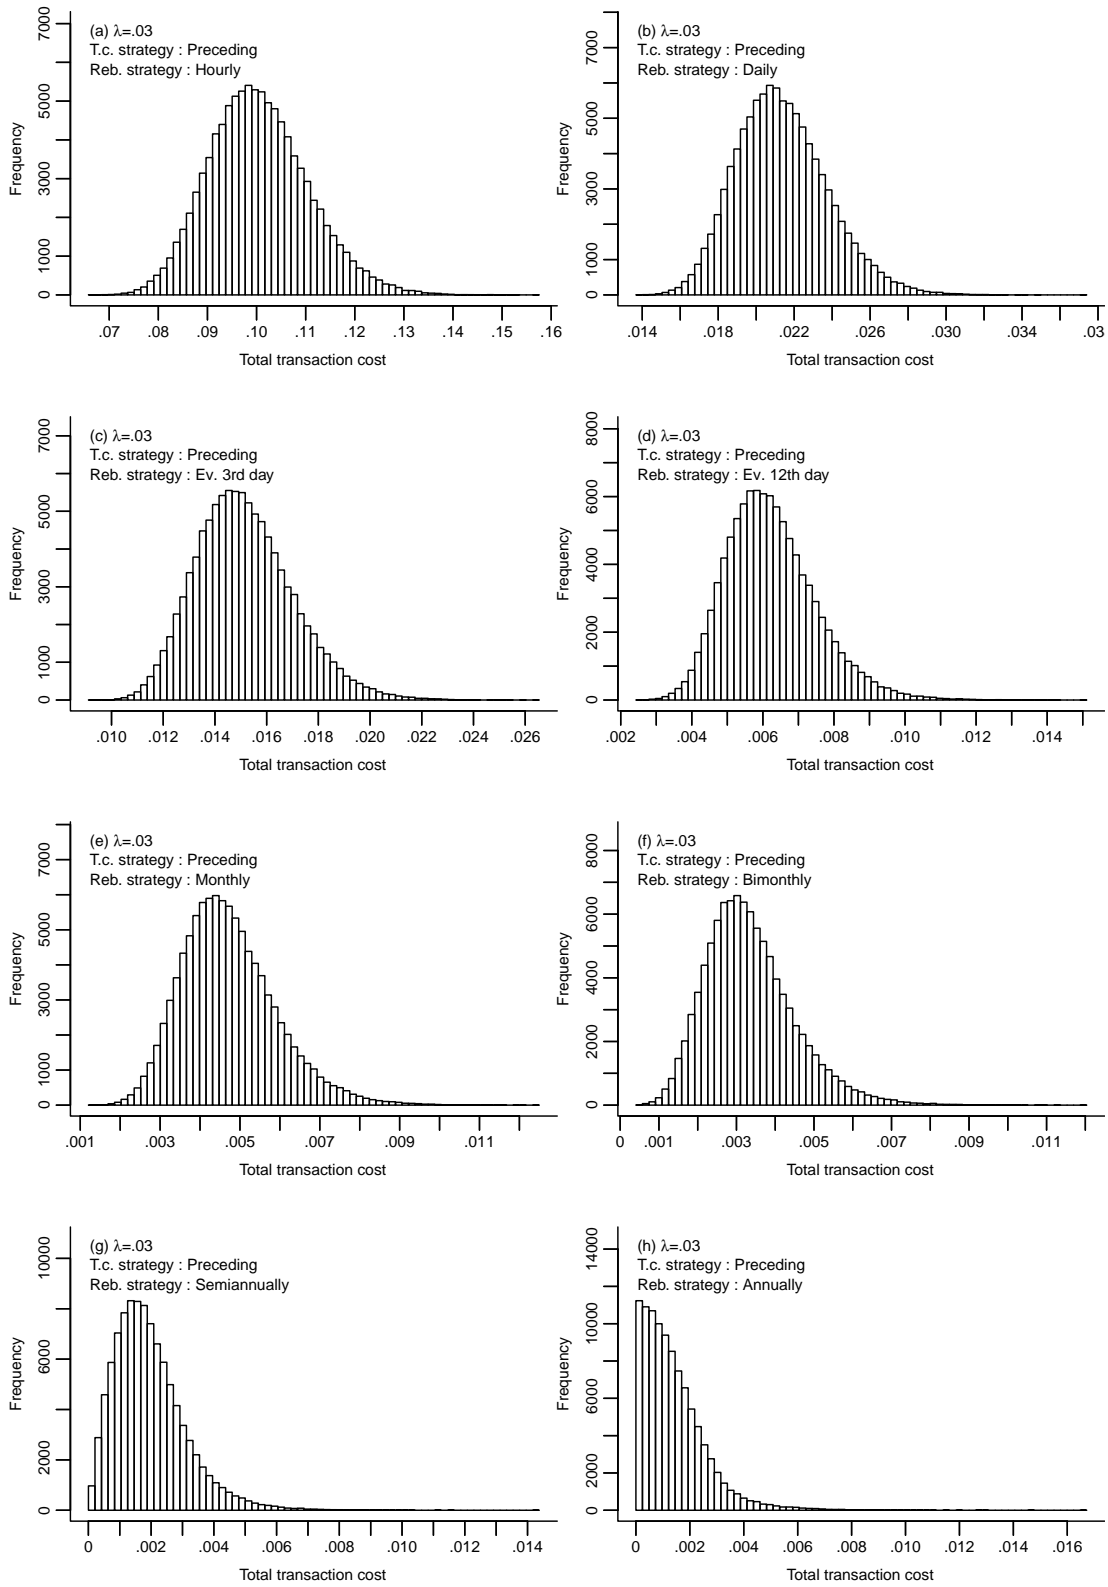 (a) λ=.03
T.c. strategy : Preceding
Reb. strategy : Hourly
Frequency
0
1000
3000
5000
7000
.07
.08
.09
.10
.11
.12
.13
.14
.15
.16
Total transaction cost
(b) λ=.03
T.c. strategy : Preceding
Reb. strategy : Daily
Frequency
0
1000
3000
5000
7000
.014
.018
.022
.026
.030
.034
.03
Total transaction cost
(c) λ=.03
T.c. strategy : Preceding
Reb. strategy : Ev. 3rd day
Frequency
0
1000
3000
5000
7000
.010
.012
.014
.016
.018
.020
.022
.024
.026
Total transaction cost
(d) λ=.03
T.c. strategy : Preceding
Reb. strategy : Ev. 12th day
Frequency
0
2000
4000
6000
8000
.002
.004
.006
.008
.010
.012
.014
Total transaction cost
(e) λ=.03
T.c. strategy : Preceding
Reb. strategy : Monthly
Frequency
0
1000
3000
5000
7000
.001
.003
.005
.007
.009
.011
Total transaction cost
(f) λ=.03
T.c. strategy : Preceding
Reb. strategy : Bimonthly
Frequency
0
2000
4000
6000
8000
0
.001
.003
.005
.007
.009
.011
Total transaction cost
(g) λ=.03
T.c. strategy : Preceding
Reb. strategy : Semiannually
Frequency
0
2000
6000
10000
0
.002
.004
.006
.008
.010
.012
.014
Total transaction cost
(h) λ=.03
T.c. strategy : Preceding
Reb. strategy : Annually
Frequency
0
2000
6000
10000
14000
0
.002
.004
.006
.008
.010
.012
.014
.016
Total transaction cost